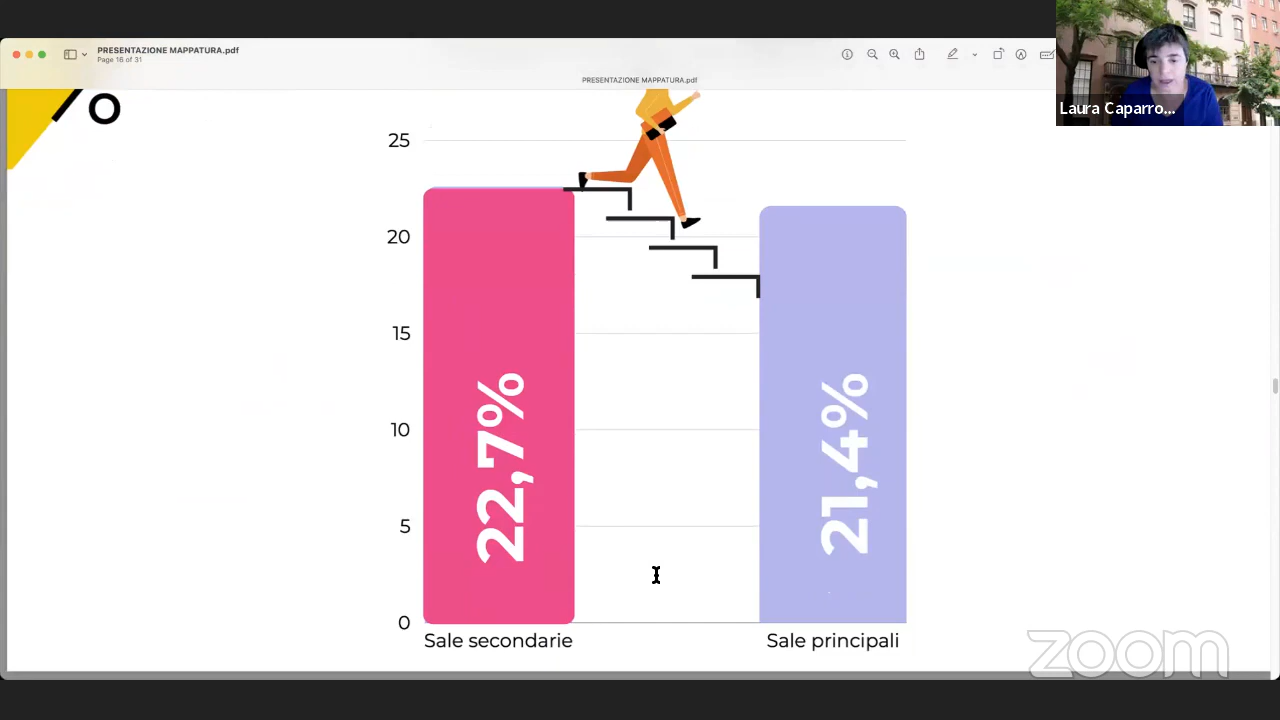 PRESENTAZIONE MAPPATURA.pdf
Page 16 of 31
PRESENTAZIONE MAPPATURA.pdf
Laura Caparro...
%
25
20
15
10
5
0
22,7%
21,4%
Sale secondarie
Sale principali
zoom